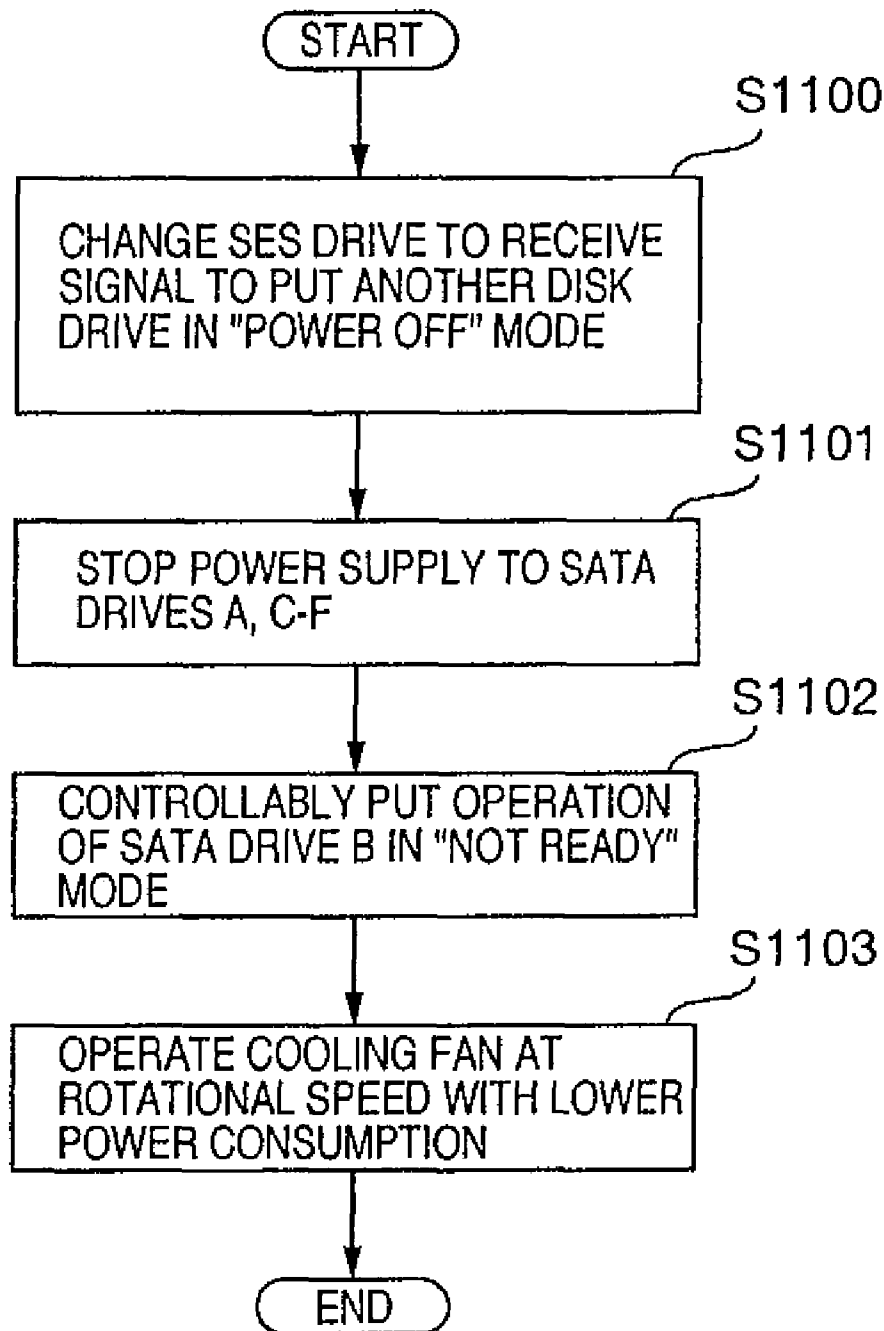 START
S1100
CHANGE SES DRIVE TO RECEIVE
SIGNAL TO PUT ANOTHER DISK
DRIVE IN "POWER OFF" MODE
S1101
STOP POWER SUPPLY TO SATA
DRIVES A, C-F
S1102
CONTROLLABLY PUT OPERATION
OF SATA DRIVE B IN "NOT READY"
MODE
S1103
OPERATE COOLING FAN AT
ROTATIONAL SPEED WITH LOWER
POWER CONSUMPTION
END